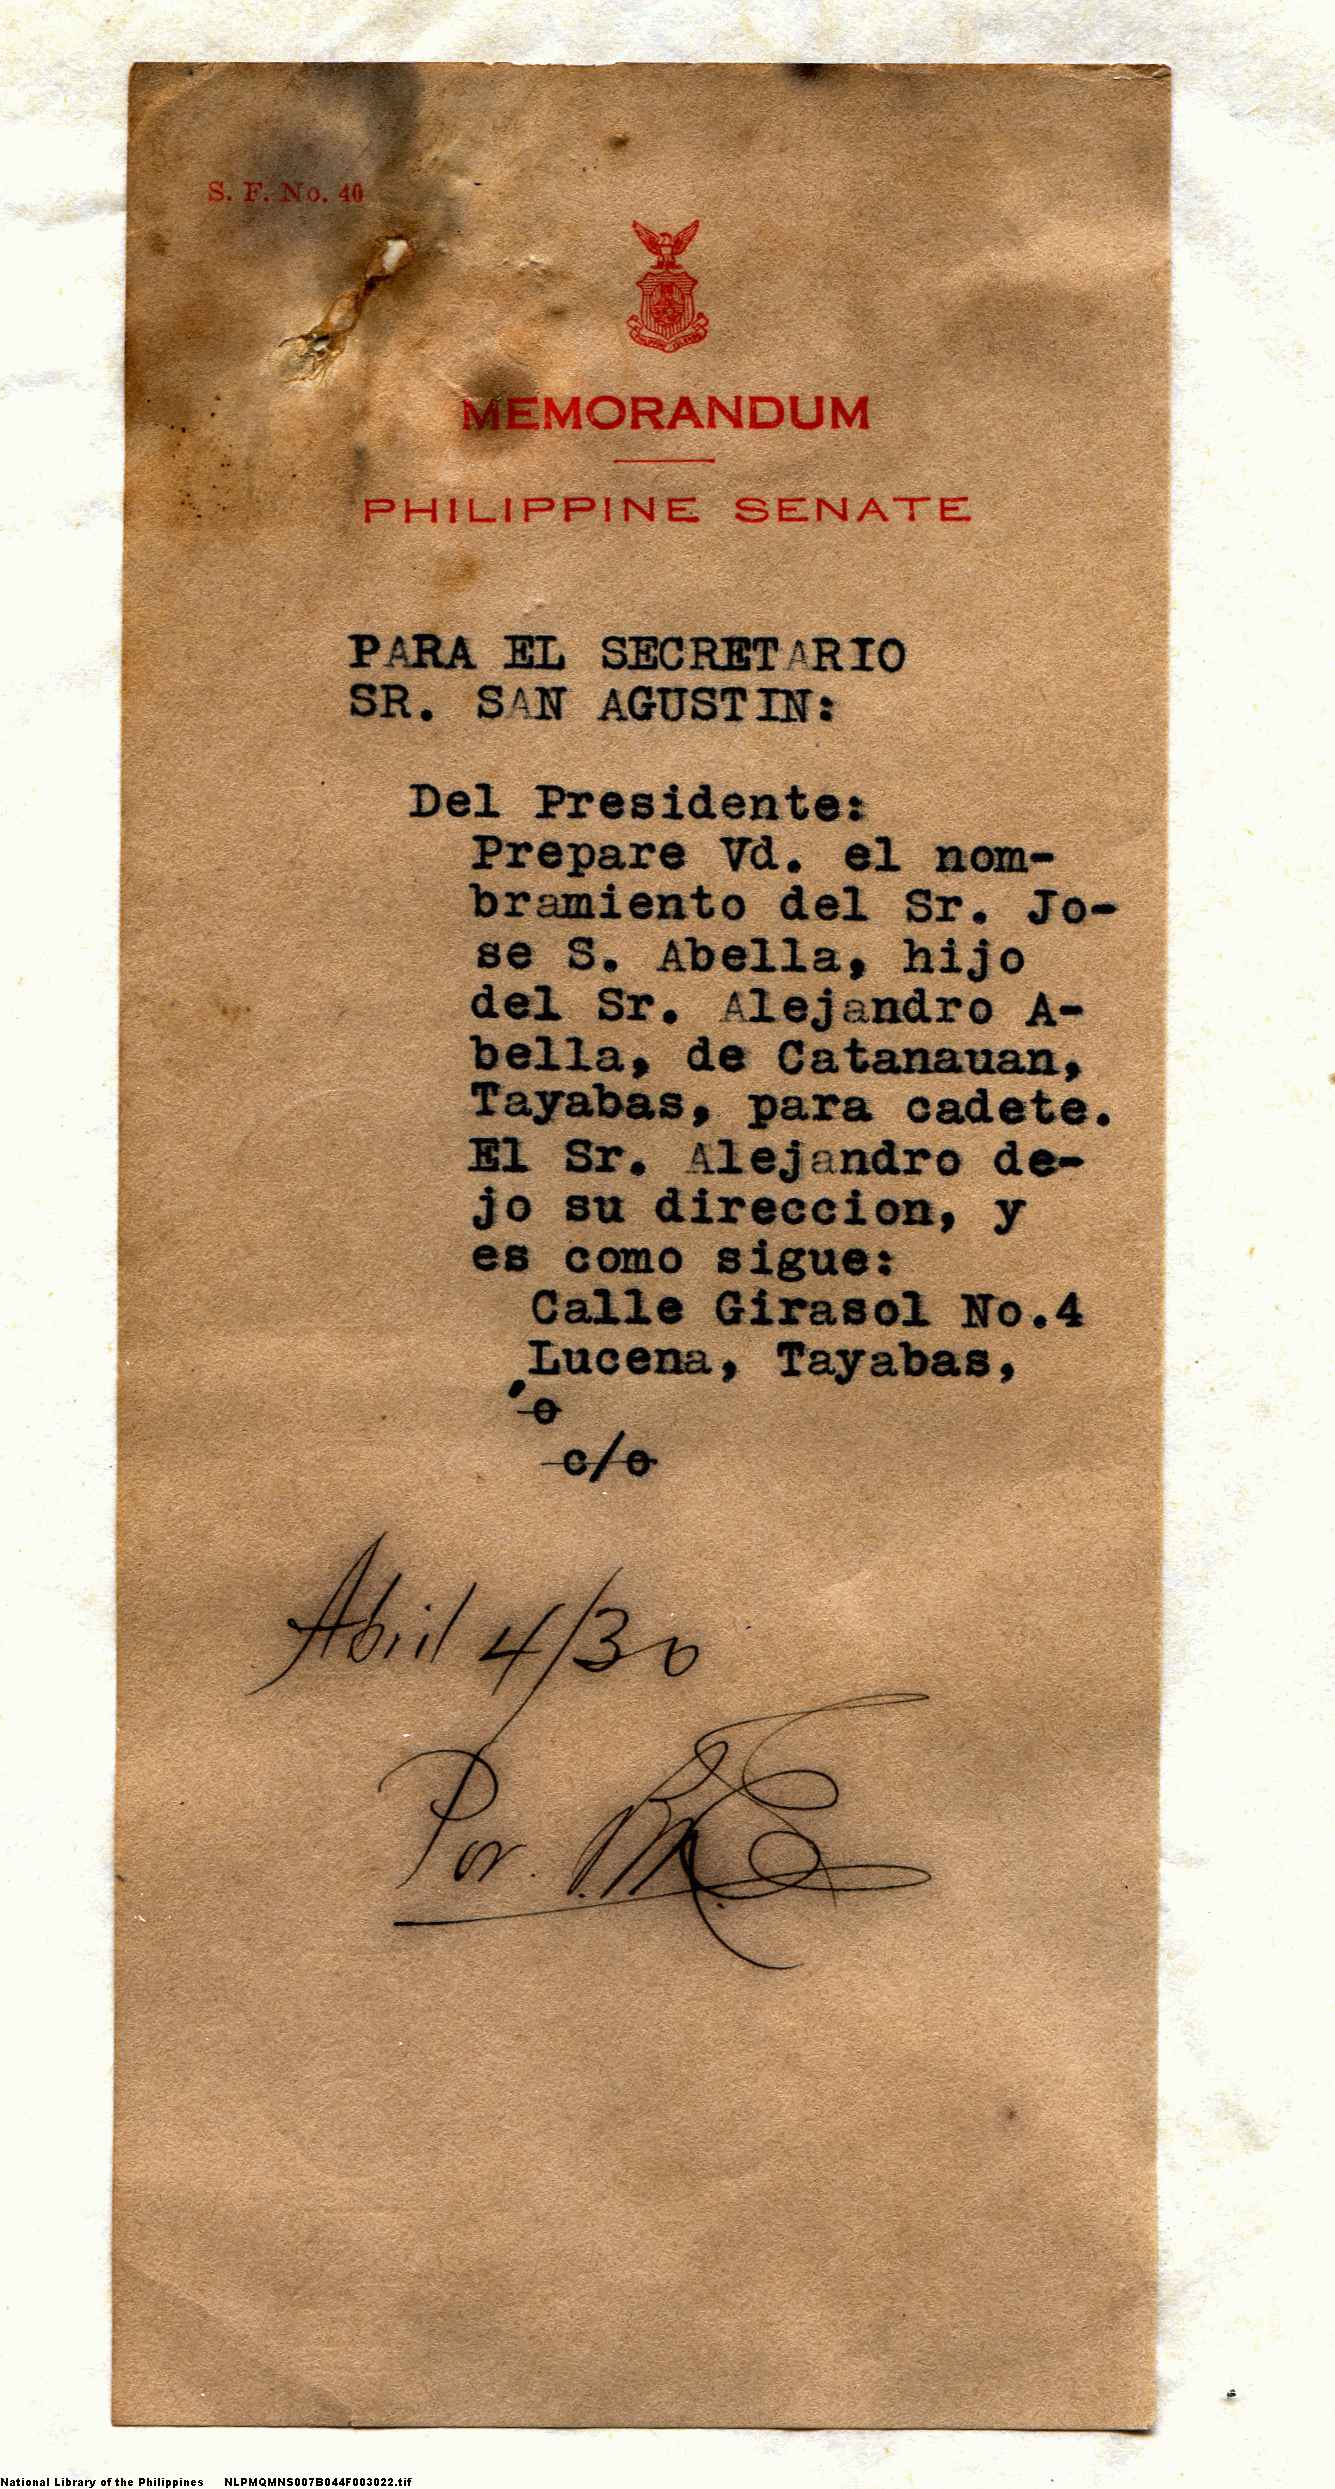 S. F. No. 40
MEMORANDUM
PHILIPPINE SENATE
PARA EL SECRETARIO
SR. SAN AGUSTIN:
Del Presidente:
Prepare Vd. el nom-
bramiento del Sr. Jo-
se S. Abella, hijo
del Sr. Alejandro A-
bella, de Catanauan,
Tayabas, para cadete.
El Sr. Alejandro de-
jo su direccion, y
es como sigue:
Calle Girasol No.4
Lucena, Tayabas,
o
c/o
Abril 4/30
Por.
National Library of the Philippines NLPMQMNS007B044F003022.tif